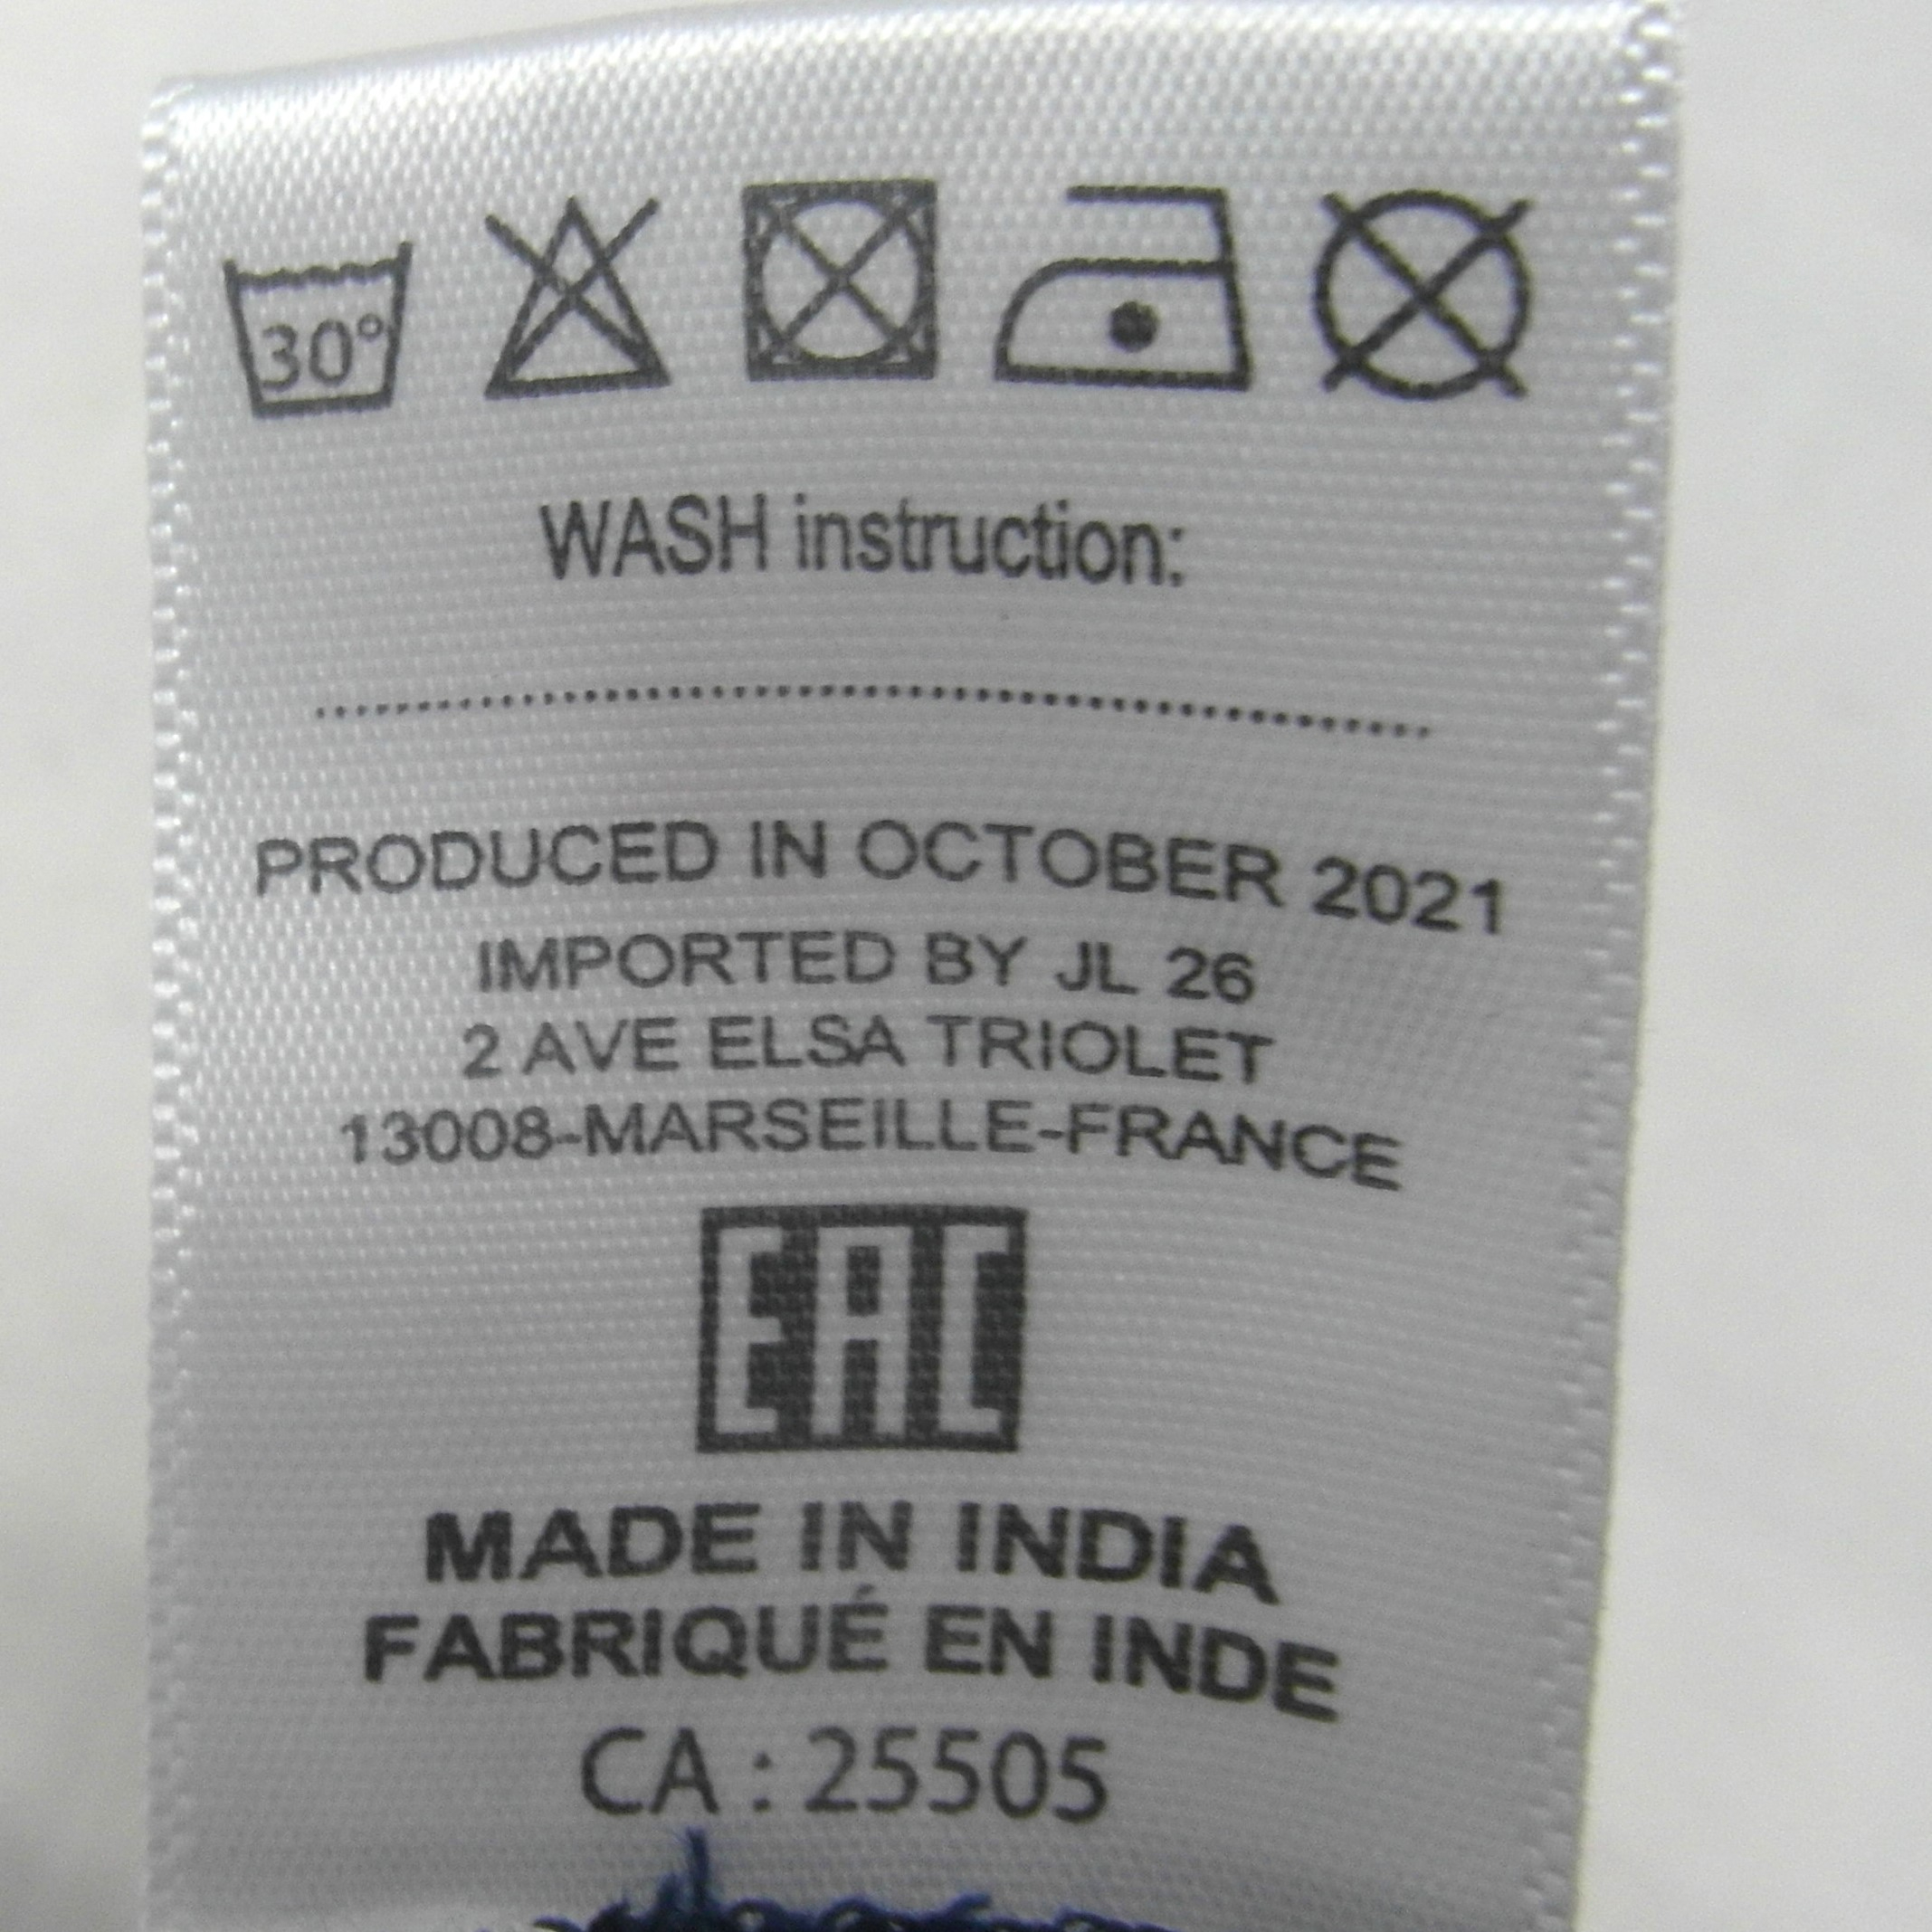 30°
WASH instruction:
................................................................................
PRODUCED IN OCTOBER 2021
IMPORTED BY JL 26
2 AVE ELSA TRIOLET
13008-MARSEILLE-FRANCE
EAC
MADE IN INDIA
FABRIQUÉ EN INDE
CA : 25505